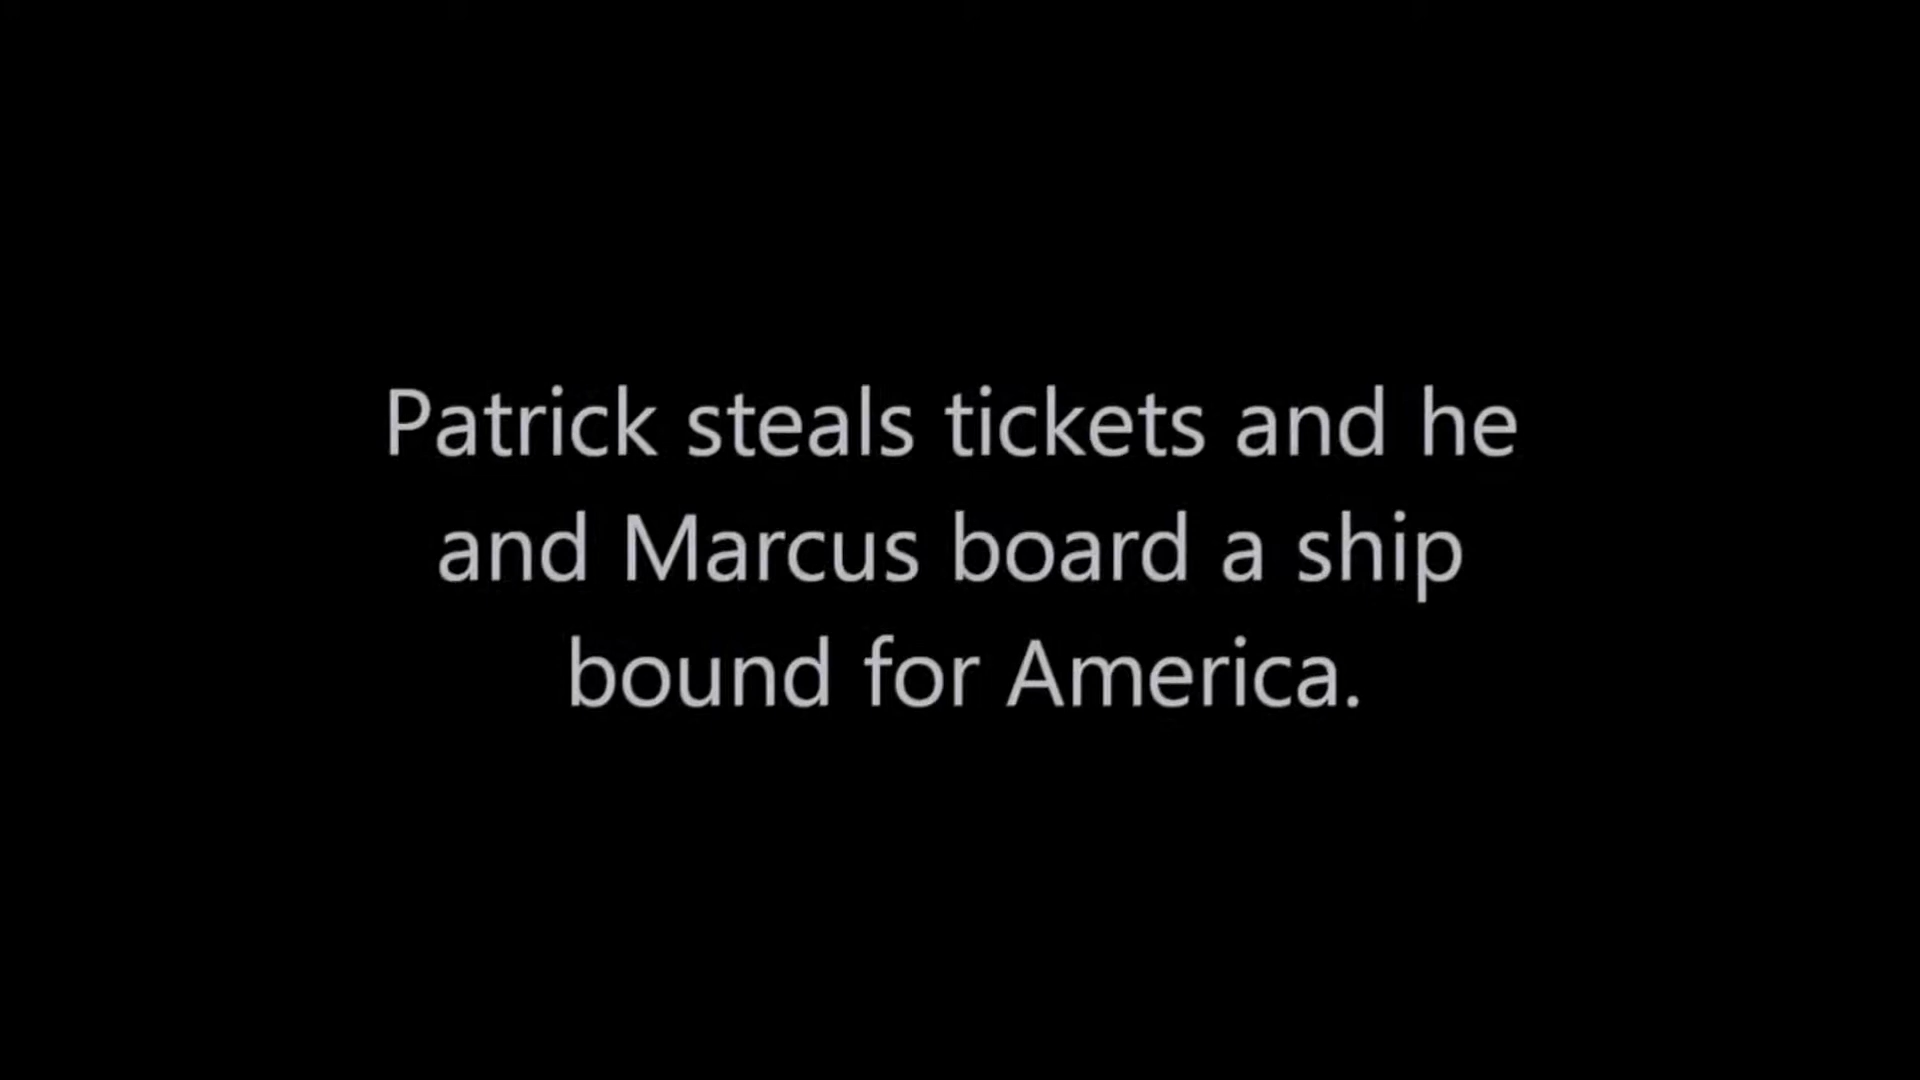 Patrick steals tickets and he
and Marcus board a ship
bound for America.